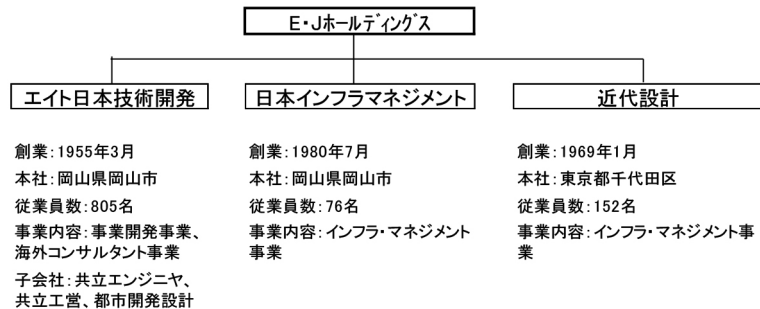 E・Jホールディングス
エイト日本技術開発
日本インフラマネジメント
近代設計
創業：1955年3月
本社：岡山県岡山市
従業員数：805名
事業内容：事業開発事業、
海外コンサルタント事業
子会社：共立エンジニヤ、
共立工営、都市開発設計
創業：1980年7月
本社：岡山県岡山市
従業員数：76名
事業内容：インフラ・マネジメント
事業
創業：1969年1月
本社：東京都千代田区
従業員数：152名
事業内容：インフラ・マネジメント事
業